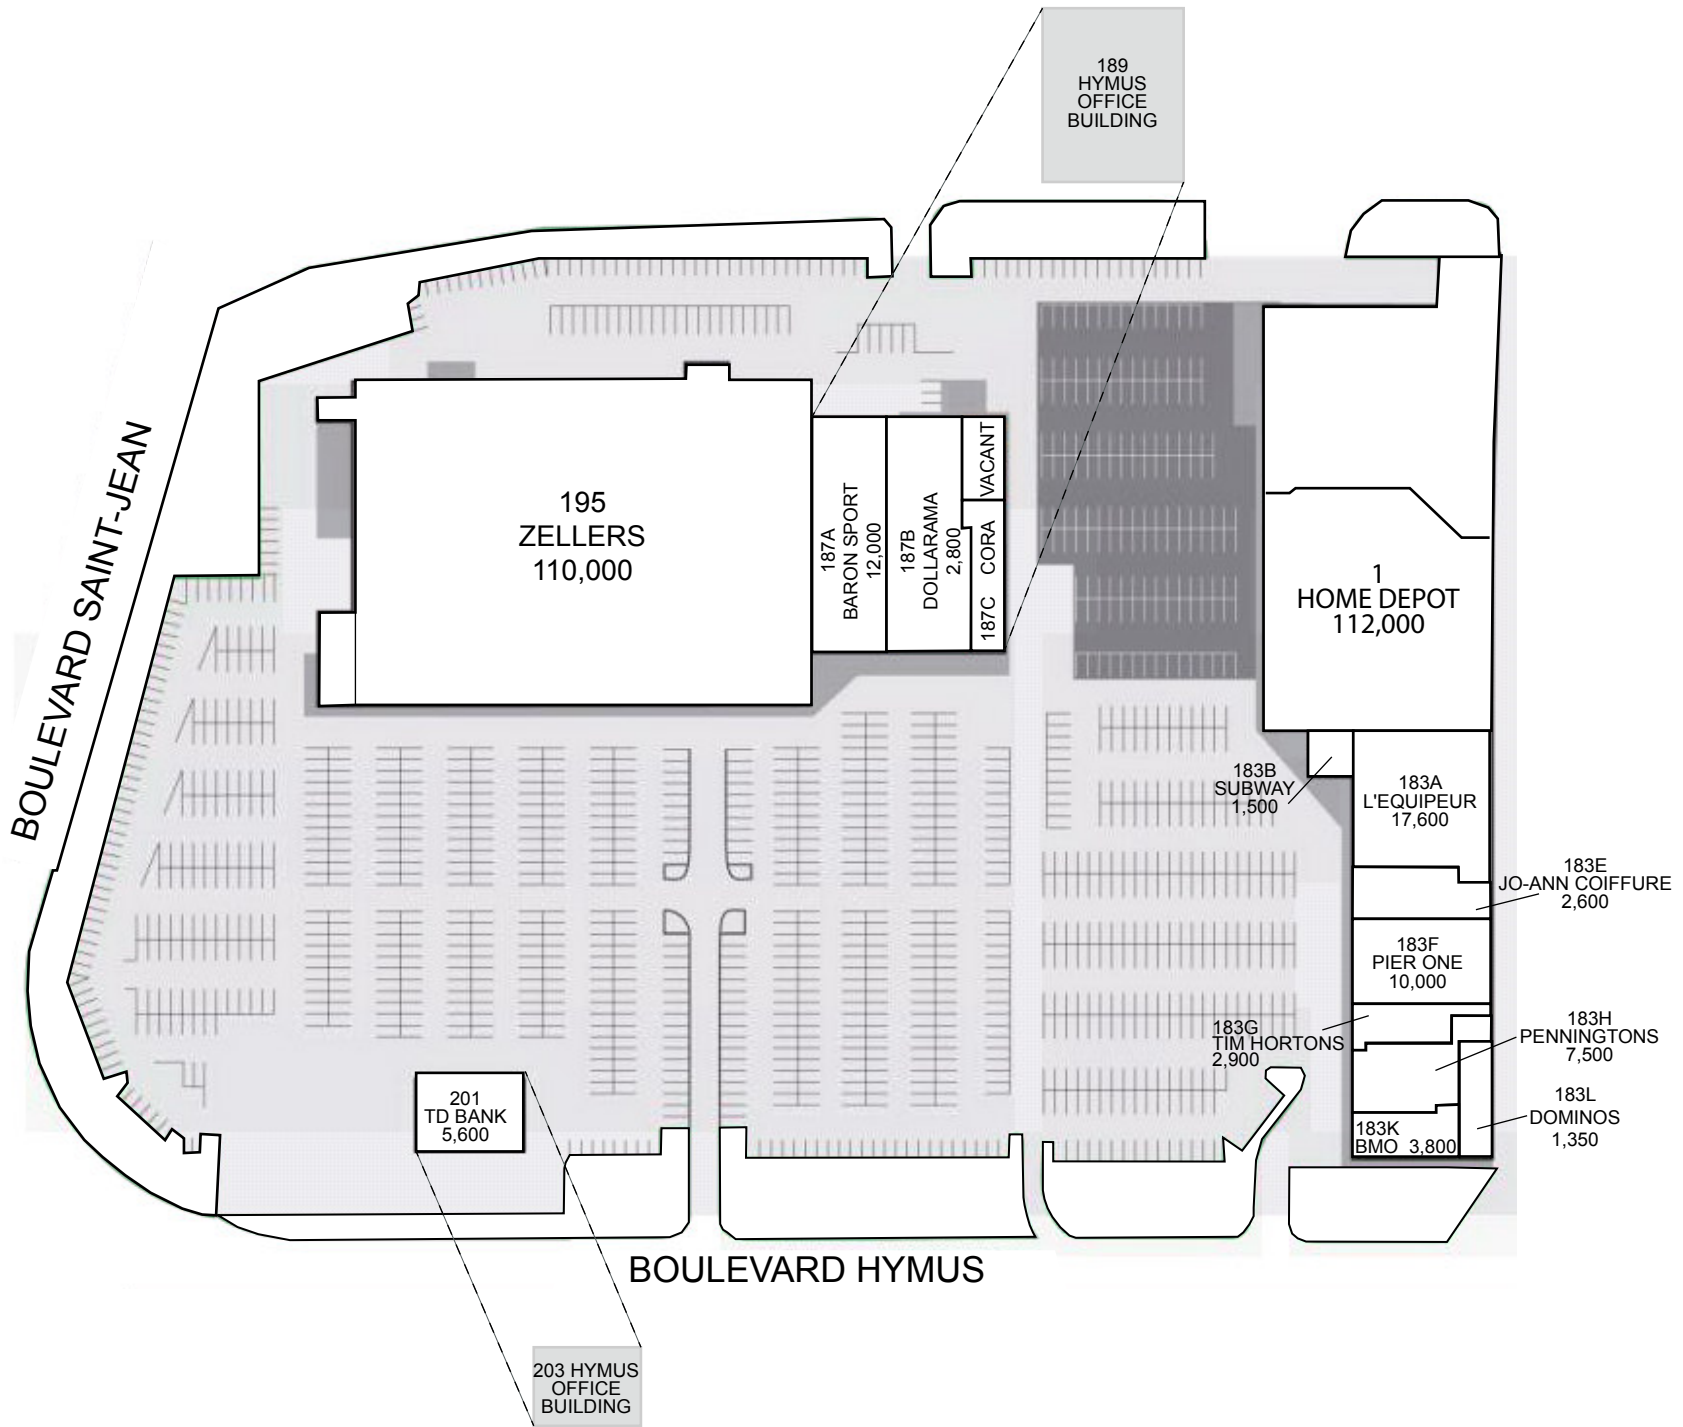 189
HYMUS
OFFICE
BUILDING
BOULEVARD SAINT-JEAN
195
ZELLERS
110,000
187A
BARON SPORT
12,000
187B
DOLLARAMA
2,800
VACANT
187C CORA
1
HOME DEPOT
112,000
183B
SUBWAY
1,500
183A
L'EQUIPEUR
17,600
183E
JO-ANN COIFFURE
2,600
183F
PIER ONE
10,000
183G
TIM HORTONS
2,900
183H
PENNINGTONS
7,500
183L
DOMINOS
1,350
183K
BMO 3,800
201
TD BANK
5,600
BOULEVARD HYMUS
203 HYMUS
OFFICE
BUILDING